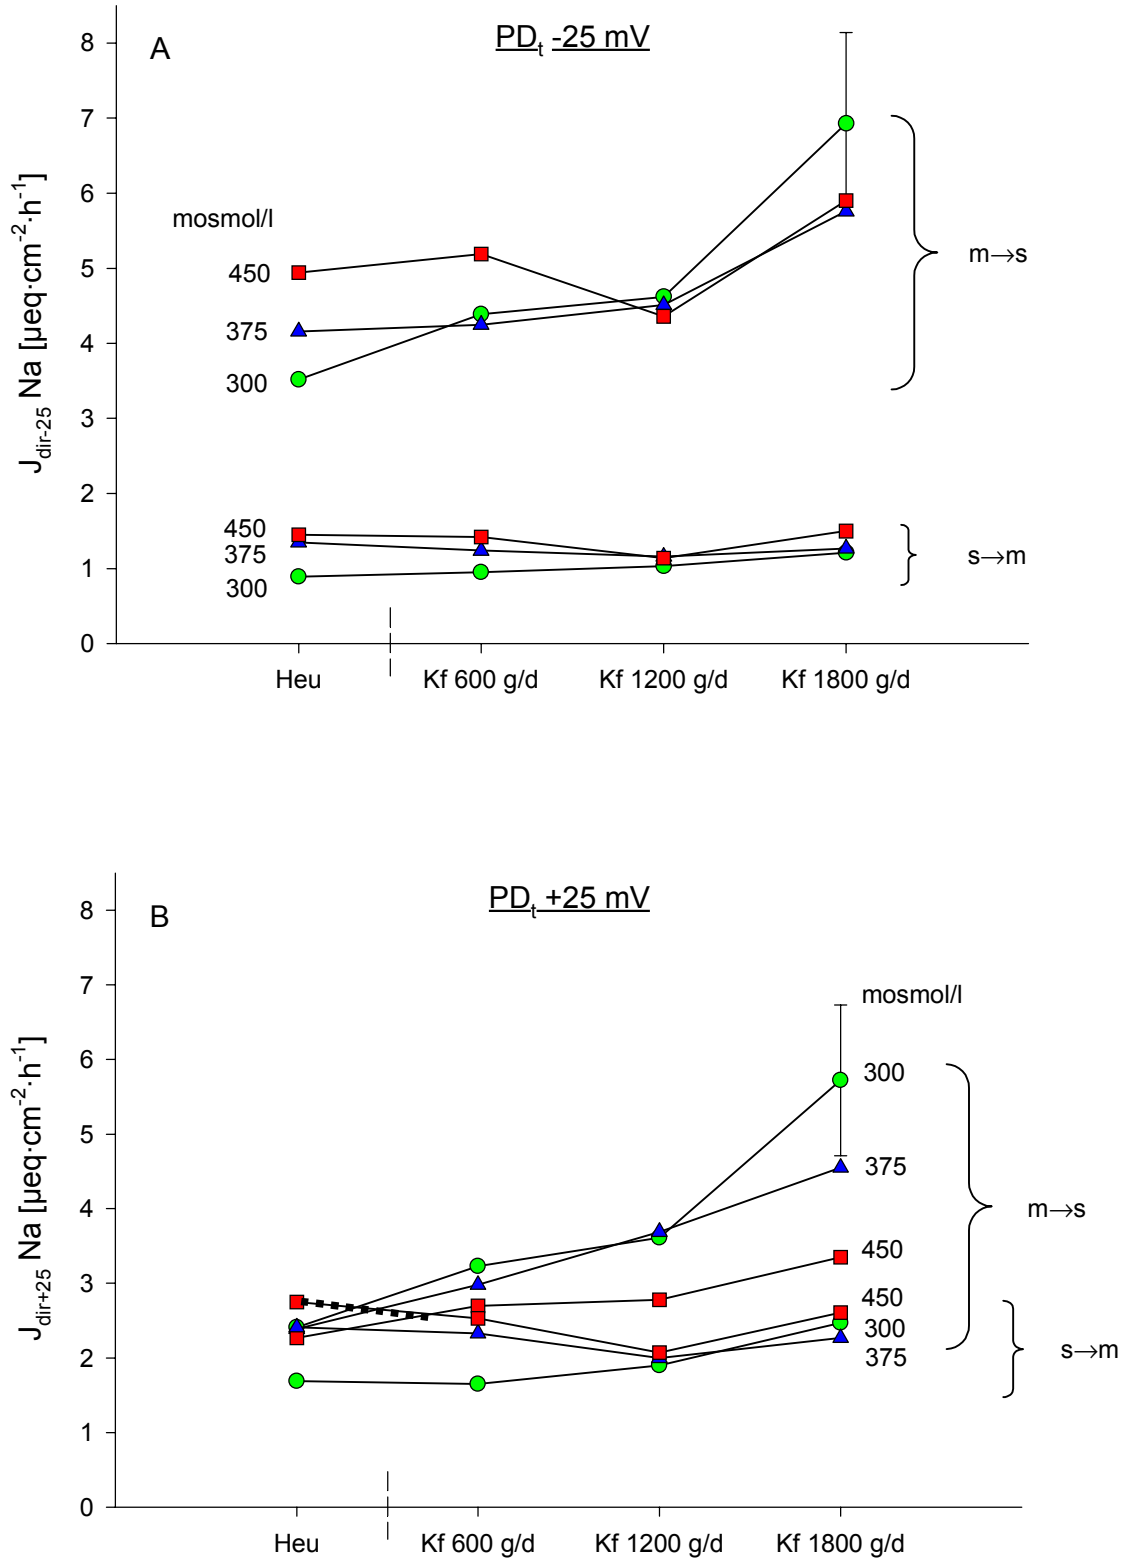 A
PDt -25 mV
8
7
6
5
4
3
2
1
0
Jdir-25 Na [µeq·cm-2·h-1]
mosmol/l
450
375
300
m→s
450
375
300
s→m
Heu
Kf 600 g/d
Kf 1200 g/d
Kf 1800 g/d
B
PDt +25 mV
8
7
6
5
4
3
2
1
0
Jdir+25 Na [µeq·cm-2·h-1]
mosmol/l
300
375
450
m→s
450
300
375
s→m
Heu
Kf 600 g/d
Kf 1200 g/d
Kf 1800 g/d